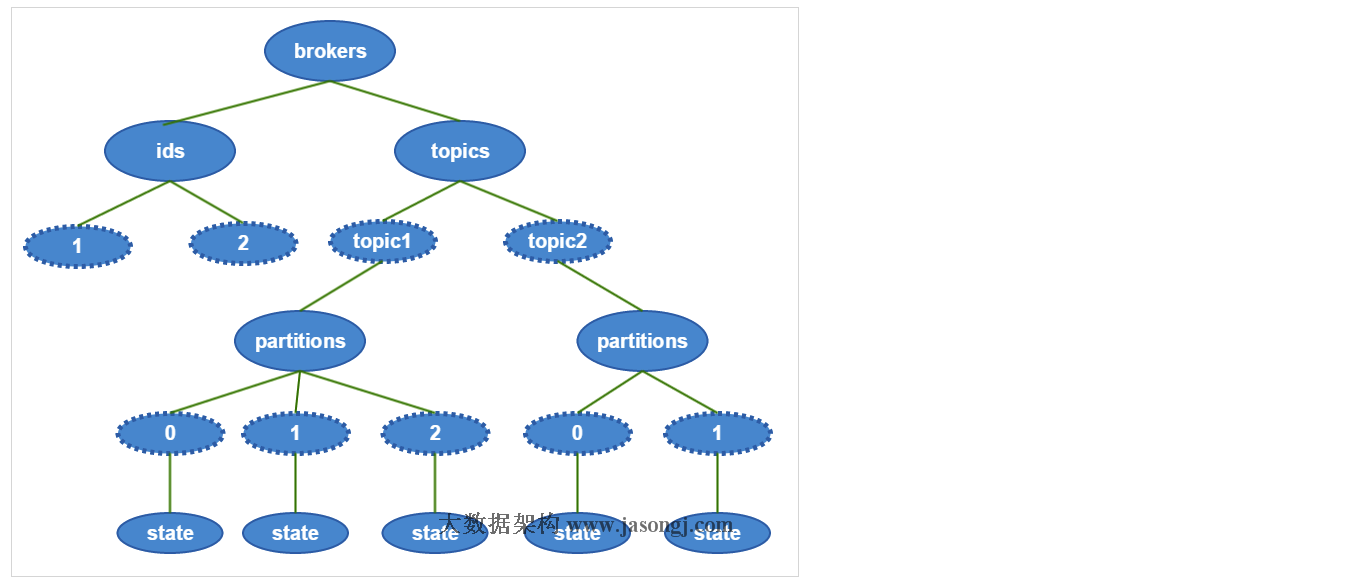 brokers
ids topics
1 2 topic1 topic2
partitions partitions
0 1 2 0 1
state state state state state
大数据架构 www.jasongj.com